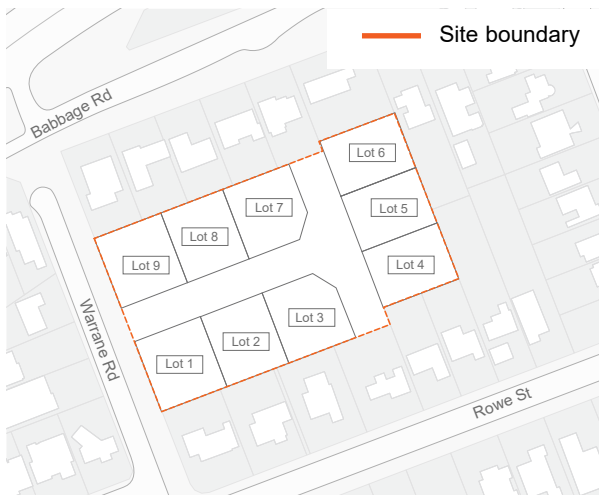 Site boundary
Babbage Rd
Lot 6
Lot 7
Lot 5
Lot 8
Lot 9
Lot 4
Lot 3
Lot 2
Lot 1
Warrane Rd
Rowe St